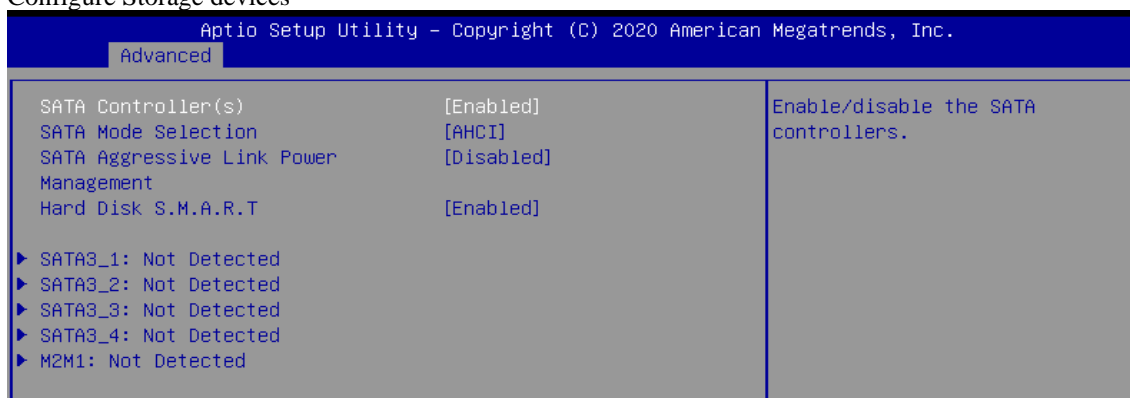 Configure Storage devices
Aptio Setup Utility – Copyright (C) 2020 American Megatrends, Inc.
Advanced
SATA Controller(s) [Enabled]
SATA Mode Selection [AHCI]
SATA Aggressive Link Power [Disabled]
Management
Hard Disk S.M.A.R.T [Enabled]
SATA3_1: Not Detected
SATA3_2: Not Detected
SATA3_3: Not Detected
SATA3_4: Not Detected
M2M1: Not Detected
Enable/disable the SATA
controllers.